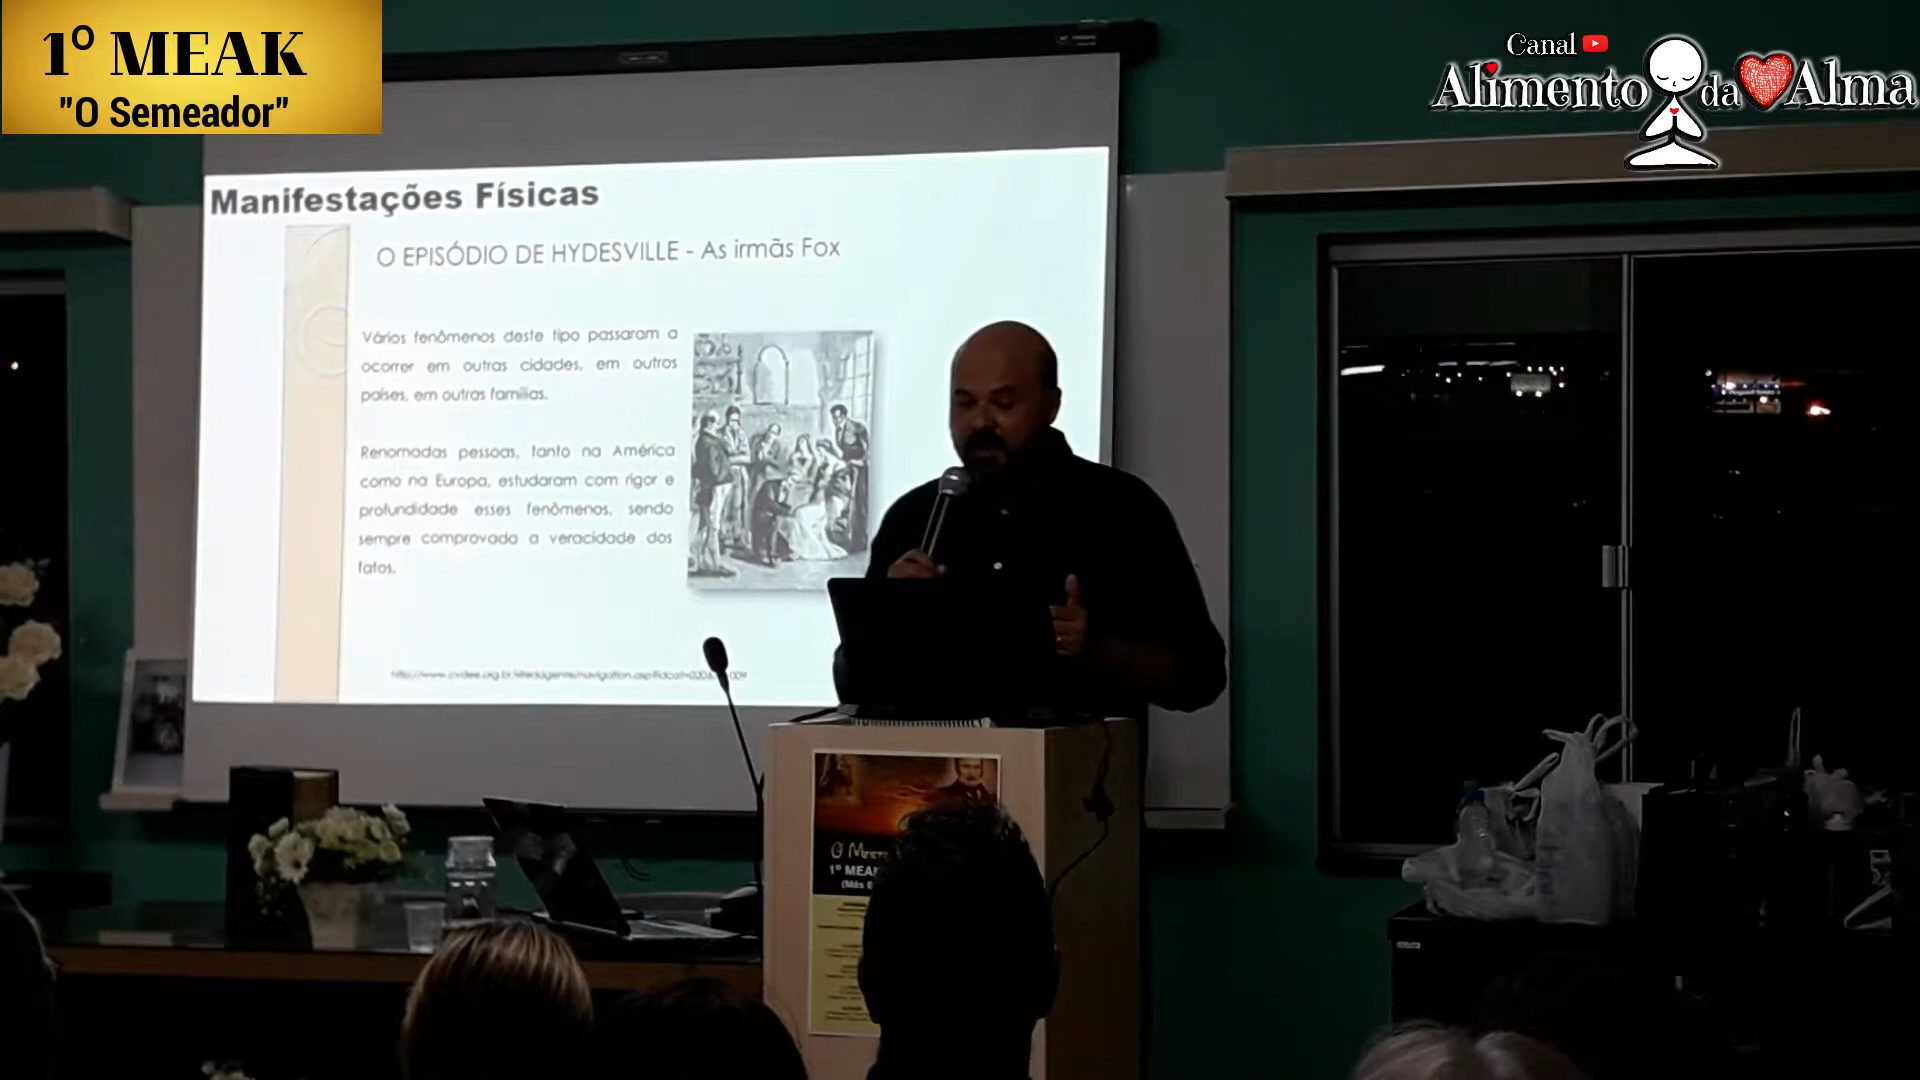 1º MEAK
"O Semeador"
Canal
Alimento da Alma
Manifestações Físicas
O EPISÓDIO DE HYDESVILLE - As irmãs Fox
Vários fenômenos deste tipo passaram a
ocorrer em outras cidades, em outros
países, em outras famílias.
Renomadas pessoas, tanto na América
como na Europa, estudaram com rigor e
profundidade esses fenômenos, sendo
sempre comprovada a veracidade dos
fatos.
1º MEAK
(Mês